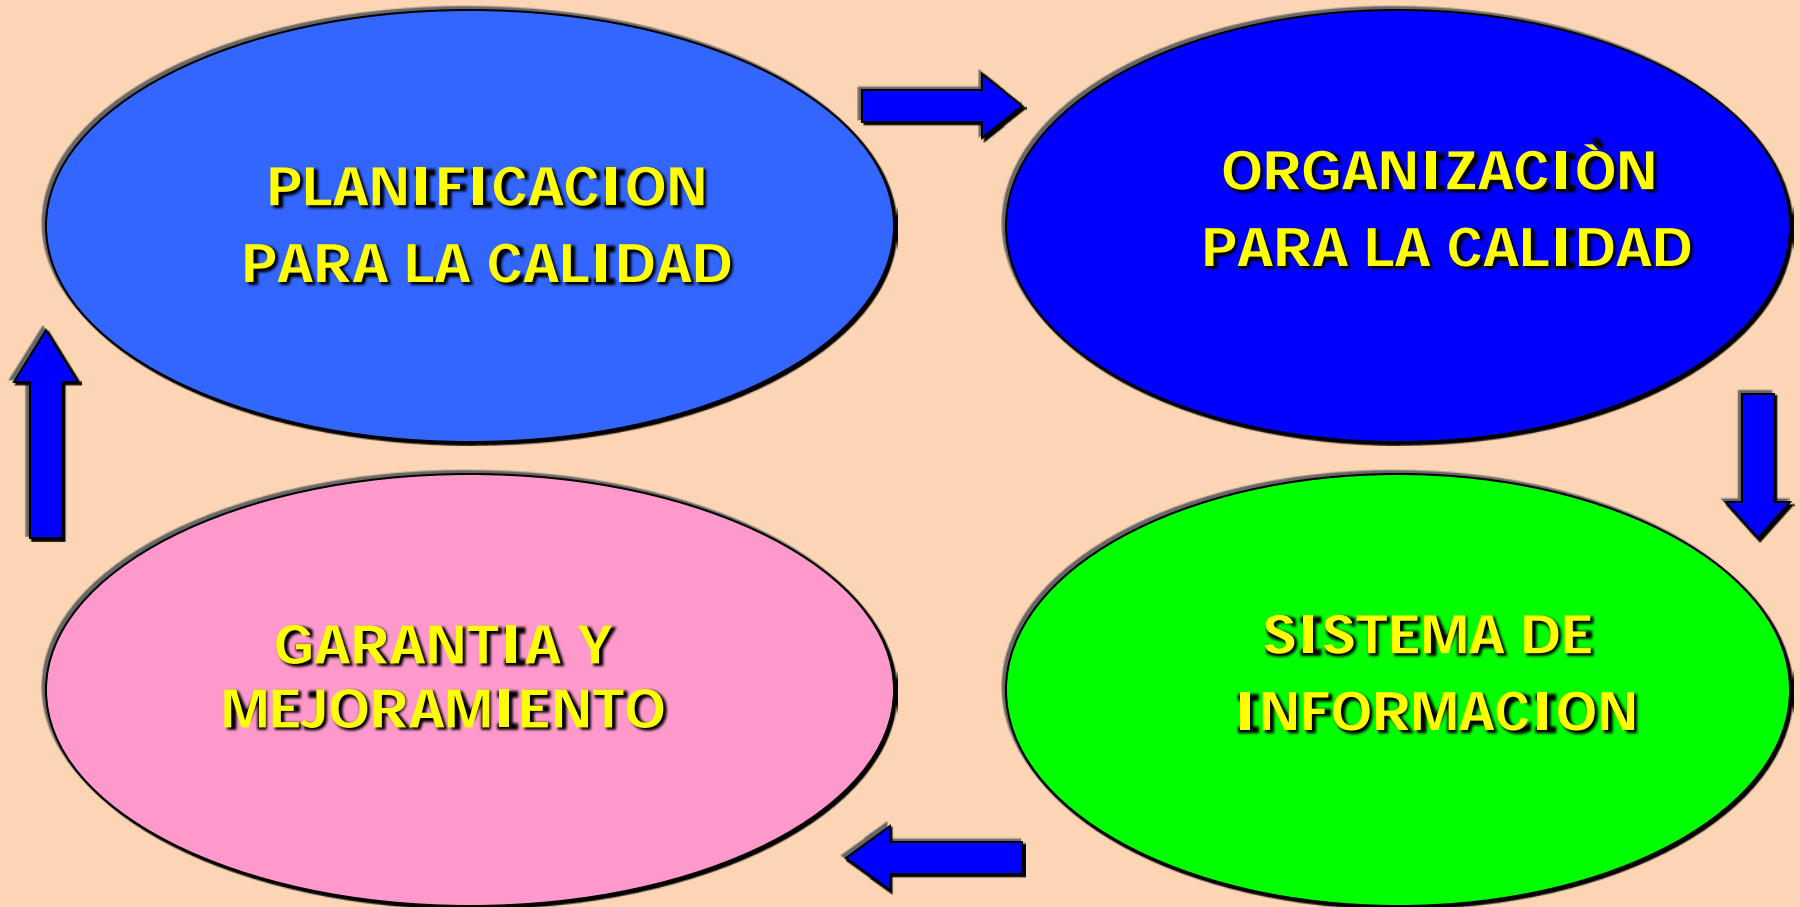 PLANIFICACION
PARA LA CALIDAD
ORGANIZACIÒN
PARA LA CALIDAD
GARANTIA Y
MEJORAMIENTO
SISTEMA DE
INFORMACION